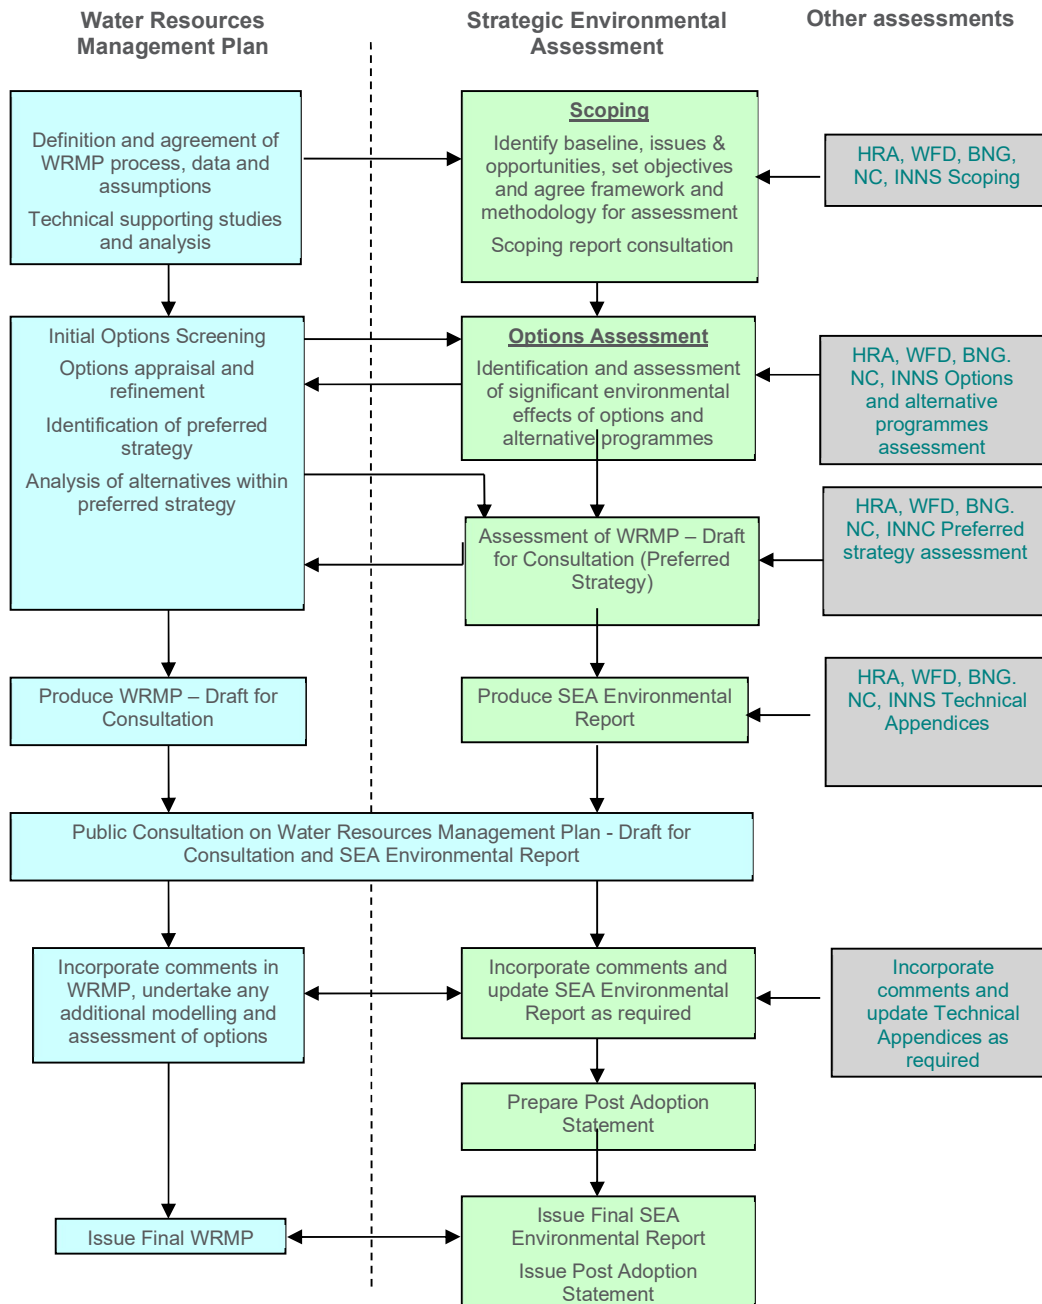 Water Resources
Management Plan
Strategic Environmental
Assessment
Other assessments
Definition and agreement of
WRMP process, data and
assumptions
Technical supporting studies
and analysis
Scoping
Identify baseline, issues &
opportunities, set objectives
and agree framework and
methodology for assessment
Scoping report consultation
HRA, WFD, BNG,
NC, INNS Scoping
Initial Options Screening
Options appraisal and
refinement
Identification of preferred
strategy
Analysis of alternatives within
preferred strategy
Options Assessment
Identification and assessment
of significant environmental
effects of options and
alternative programmes
HRA, WFD, BNG.
NC, INNS Options
and alternative
programmes
assessment
Assessment of WRMP – Draft
for Consultation (Preferred
Strategy)
HRA, WFD, BNG.
NC, INNC Preferred
strategy assessment
Produce WRMP – Draft for
Consultation
Produce SEA Environmental
Report
HRA, WFD, BNG.
NC, INNS Technical
Appendices
Public Consultation on Water Resources Management Plan - Draft for
Consultation and SEA Environmental Report
Incorporate comments in
WRMP, undertake any
additional modelling and
assessment of options
Incorporate comments and
update SEA Environmental
Report as required
Incorporate
comments and
update Technical
Appendices as
required
Prepare Post Adoption
Statement
Issue Final WRMP
Issue Final SEA
Environmental Report
Issue Post Adoption
Statement